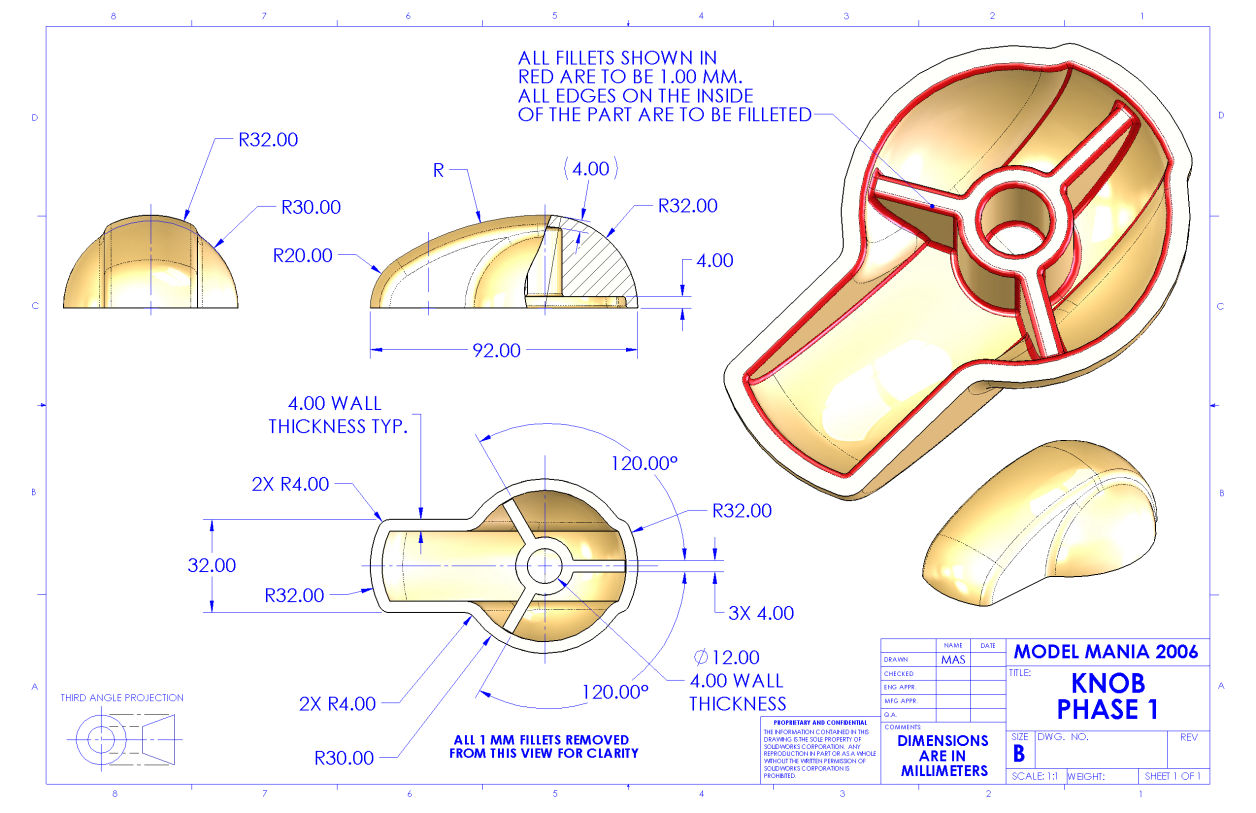 8 7 6 5 4 3 2 1
ALL FILLETS SHOWN IN
RED ARE TO BE 1.00 MM.
ALL EDGES ON THE INSIDE
OF THE PART ARE TO BE FILLETED
D
D
R32.00
R30.00
R
(4.00)
R32.00
R20.00
4.00
C
C
92.00
4.00 WALL
THICKNESS TYP.
120.00°
2X R4.00
B
B
R32.00
32.00
R32.00
3X 4.00
⌀12.00
4.00 WALL
THICKNESS
120.00°
2X R4.00
R30.00
ALL 1 MM FILLETS REMOVED
FROM THIS VIEW FOR CLARITY
A
A
THIRD ANGLE PROJECTION
PROPRIETARY AND CONFIDENTIAL
THE INFORMATION CONTAINED IN THIS
DRAWING IS THE SOLE PROPERTY OF
SOLIDWORKS CORPORATION. ANY
REPRODUCTION IN PART OR AS A WHOLE
WITHOUT THE WRITTEN PERMISSION OF
SOLIDWORKS CORPORATION IS
PROHIBITED.
NAME DATE
DRAWN MAS
CHECKED
ENG APPR.
MFG APPR.
Q.A.
COMMENTS:
DIMENSIONS
ARE IN
MILLIMETERS
MODEL MANIA 2006
TITLE:
KNOB
PHASE 1
SIZE DWG. NO. REV
B
SCALE: 1:1 WEIGHT: SHEET 1 OF 1
8 7 6 5 4 3 2 1